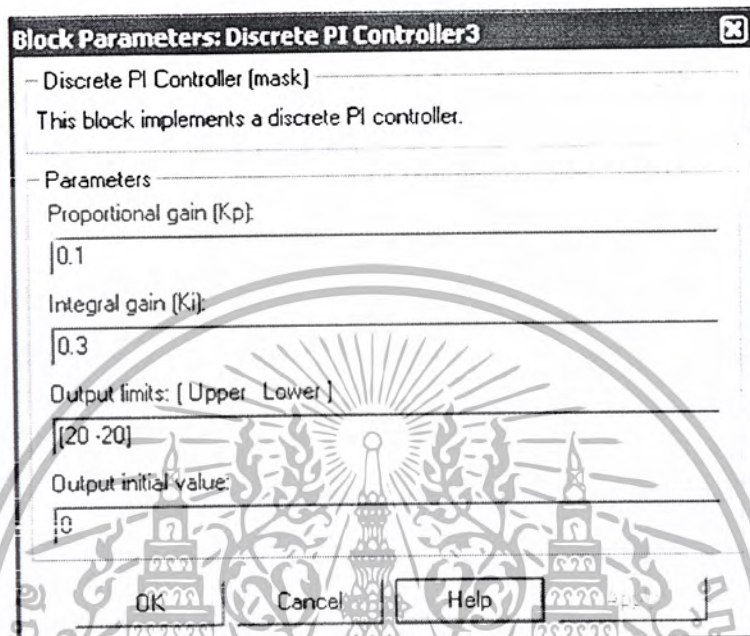 Block Parameters: Discrete PI Controller3
Discrete PI Controller (mask)
This block implements a discrete PI controller.
Parameters
Proportional gain (Kp):
0.1
Integral gain (Ki):
0.3
Output limits: [ Upper Lower ]
[20 -20]
Output initial value:
0
OK
Cancel
Help